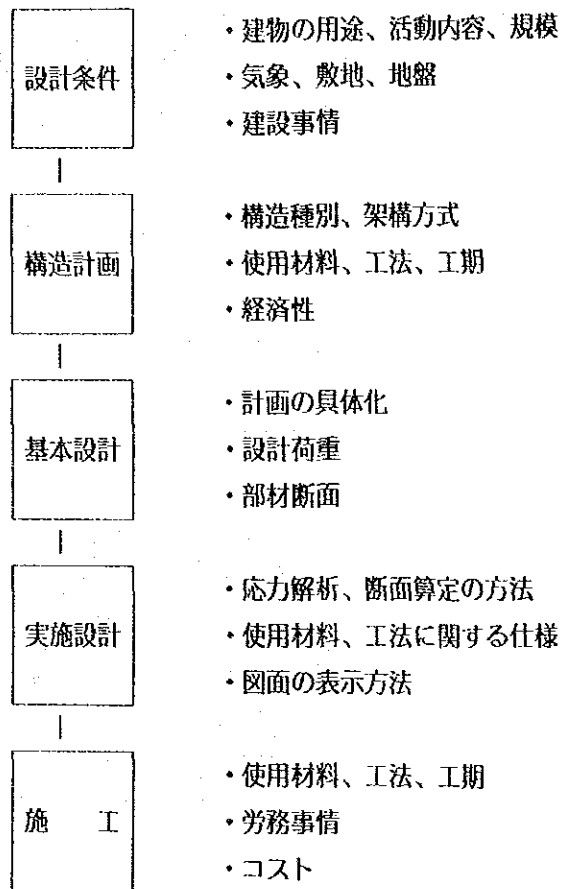 ・建物の用途、活動内容、規模
設計条件
・気象、敷地、地盤
・建設事情
・構造種別、架構方式
構造計画
・使用材料、工法、工期
・経済性
・計画の具体化
基本設計
・設計荷重
・部材断面
・応力解析、断面算定の方法
実施設計
・使用材料、工法に関する仕様
・図面の表示方法
・使用材料、工法、工期
施　工
・労務事情
・コスト